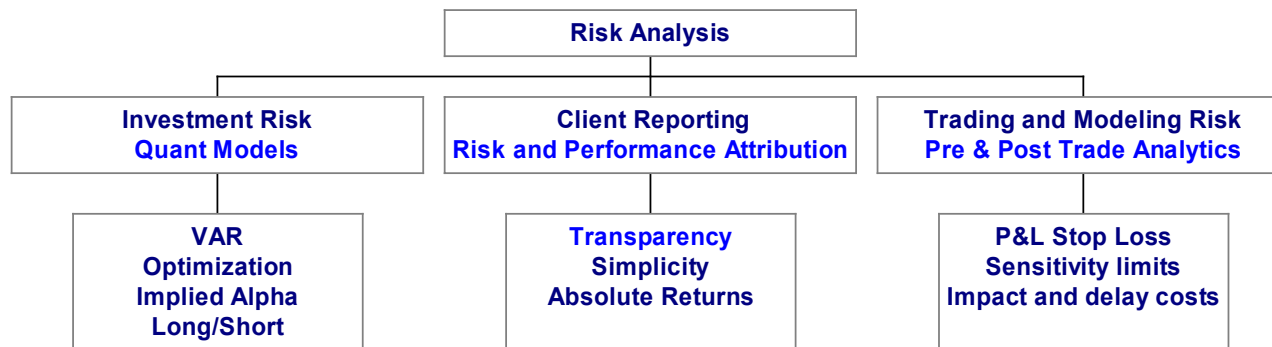 Risk Analysis
Investment Risk
Quant Models
Client Reporting
Risk and Performance Attribution
Trading and Modeling Risk
Pre & Post Trade Analytics
VAR
Optimization
Implied Alpha
Long/Short
Transparency
Simplicity
Absolute Returns
P&L Stop Loss
Sensitivity limits
Impact and delay costs